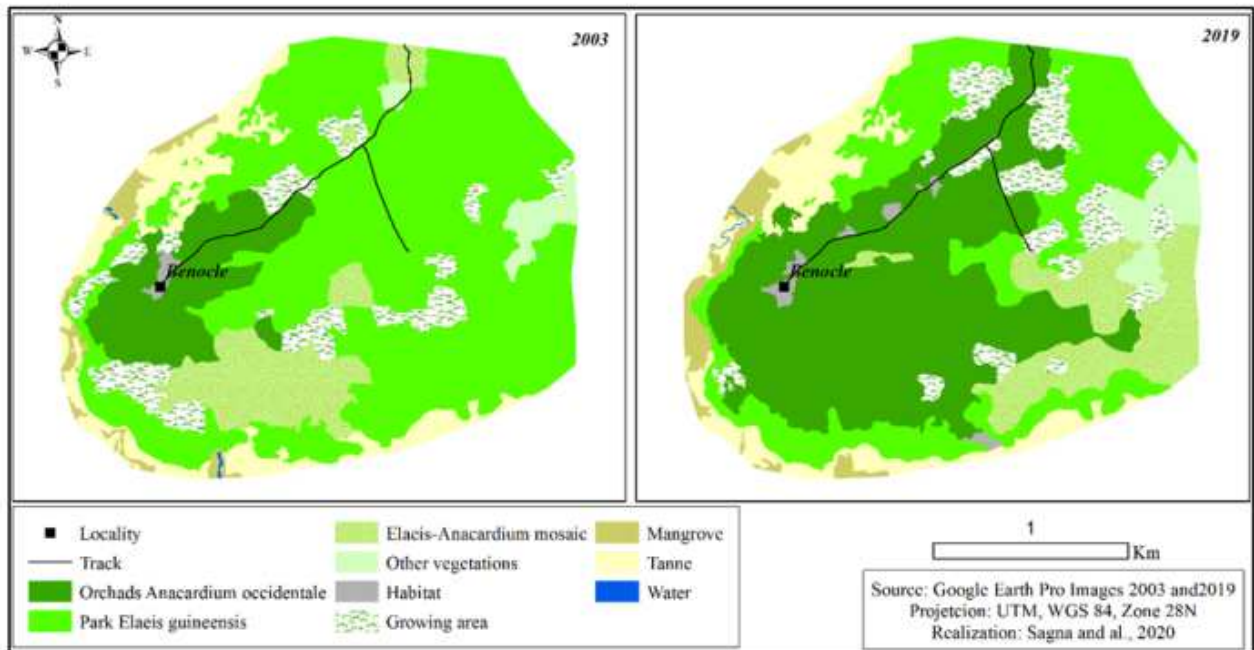 N
W E
S
2003
Benocle
2019
Benocle
Locality
Track
Orchads Anacardium occidentale
Park Elaeis guineensis
Elaeis-Anacardium mosaic
Other vegetations
Habitat
Growing area
Mangrove
Tanne
Water
1
Km
Source: Google Earth Pro Images 2003 and2019
Projetcion: UTM, WGS 84, Zone 28N
Realization: Sagna and al., 2020